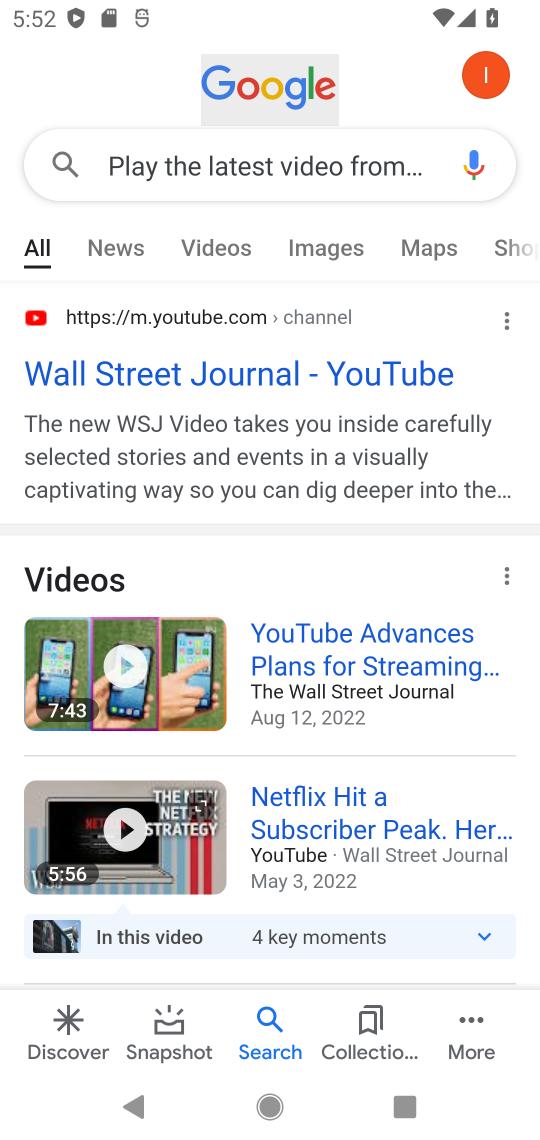 5:52
Google
I
Play the latest video from...
All News Videos Images Maps Sho
https://m.youtube.com › channel
Wall Street Journal - YouTube
The new WSJ Video takes you inside carefully
selected stories and events in a visually
captivating way so you can dig deeper into the...
Videos
YouTube Advances
Plans for Streaming...
The Wall Street Journal
Aug 12, 2022
7:43
THE NEW
NETFLIX
STRATEGY
Netflix Hit a
Subscriber Peak. Her...
YouTube · Wall Street Journal
May 3, 2022
5:56
In this video 4 key moments
Discover Snapshot Search Collectio... More